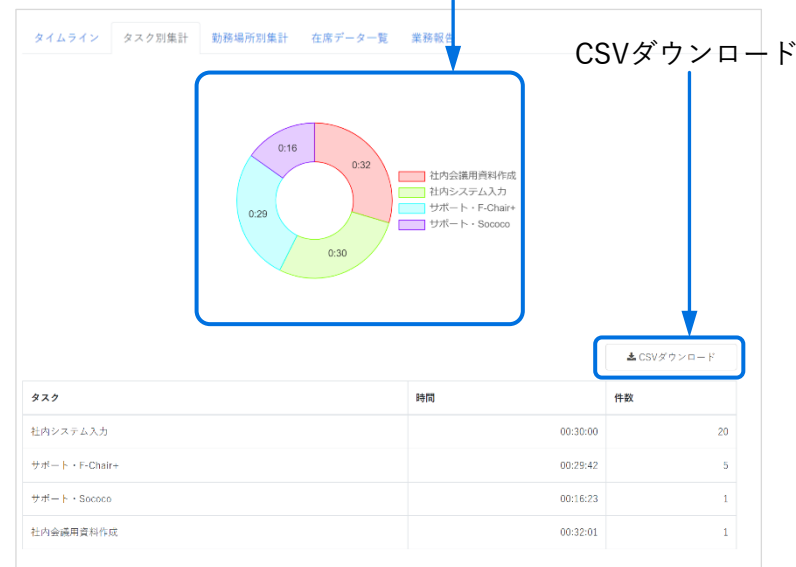 タイムライン タスク別集計 勤務場所別集計 在席データ一覧 業務報告
CSVダウンロード
0:16
0:32
0:29
0:30
社内会議用資料作成
社内システム入力
サポート・F-Chair+
サポート・Sococo
CSVダウンロード
タスク 時間 件数
社内システム入力 00:30:00 20
サポート・F-Chair+ 00:29:42 5
サポート・Sococo 00:16:23 1
社内会議用資料作成 00:32:01 1